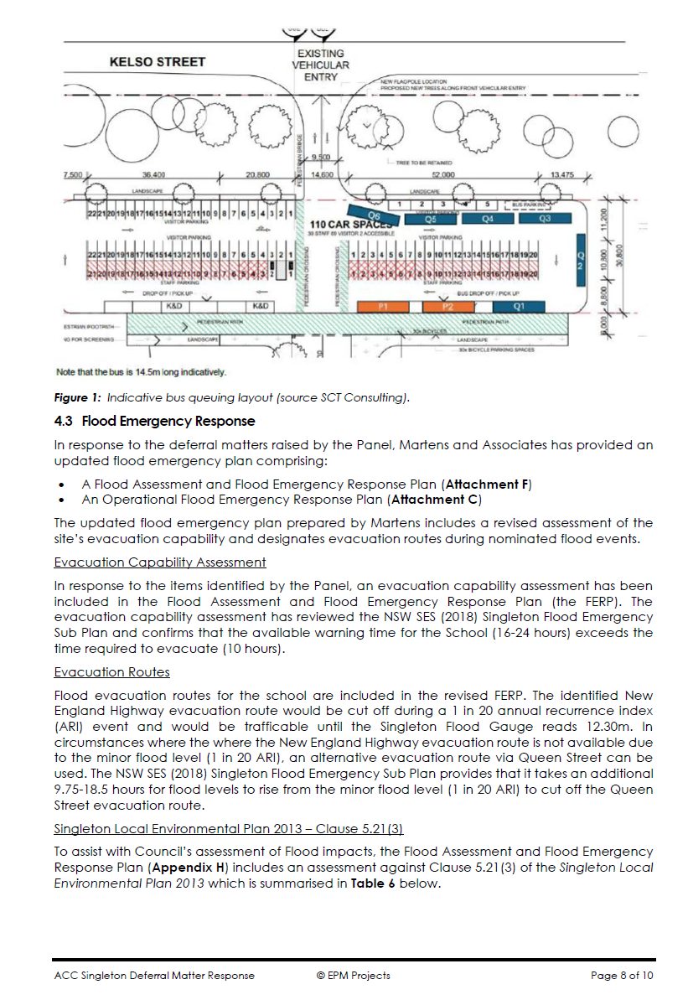 KELSO STREET
EXISTING
VEHICULAR
ENTRY
NEW FLAGPOLE LOCATION
PROPOSED NEW TREES ALONG FRONT VEHICULAR ENTRY
PEDESTRIAN BRIDGE
9,500
TREE TO BE RETAINED
7,500 36,400 20,800 14,600 52,000 13.475
LANDSCAPE LANDSCAPE
1 2 3 4 5 BUS PARKING
22 21 20 19 18 17 16 15 14 13 12 11 10 9 8 7 6 5 4 3 2 1
VISITOR PARKING
Q6 Q5 Q4 Q3
110 CAR SPACES
VISITOR PARKING VISITOR PARKING
22 21 20 19 18 17 16 15 14 13 12 11 10 9 8 7 6 5 4 3 2 1 1 2 3 4 5 6 7 8 9 10 11 12 13 14 15 16 17 18 19 20
21 20 19 18 17 16 15 14 13 12 11 10 9 8 7 6 5 4 3 2 1 1 2 3 4 5 6 7 8 9 10 11 12 13 14 15 16 17 18 19 20
STAFF PARKING STAFF PARKING
PEDESTRIAN CROSSING PEDESTRIAN CROSSING
Q2
11,200
10,800
30,800
8,800
6,000
DROP OFF / PICK UP BUS DROP OFF / PICK UP
K&D K&D P1 P2 Q1
PEDESTRIAN PATH PEDESTRIAN PATH
ESTRIAN FOOTPATH
NG FOR SCREENING LANDSCAPE 30x BICYCLES LANDSCAPE
30x BICYCLE PARKING SPACES
Note that the bus is 14.5m long indicatively.
Figure 1: Indicative bus queuing layout (source SCT Consulting).
4.3 Flood Emergency Response
In response to the deferral matters raised by the Panel, Martens and Associates has provided an
updated flood emergency plan comprising:
• A Flood Assessment and Flood Emergency Response Plan (Attachment F)
• An Operational Flood Emergency Response Plan (Attachment C)
The updated flood emergency plan prepared by Martens includes a revised assessment of the
site's evacuation capability and designates evacuation routes during nominated flood events.
Evacuation Capability Assessment
In response to the items identified by the Panel, an evacuation capability assessment has been
included in the Flood Assessment and Flood Emergency Response Plan (the FERP). The
evacuation capability assessment has reviewed the NSW SES (2018) Singleton Flood Emergency
Sub Plan and confirms that the available warning time for the School (16-24 hours) exceeds the
time required to evacuate (10 hours).
Evacuation Routes
Flood evacuation routes for the school are included in the revised FERP. The identified New
England Highway evacuation route would be cut off during a 1 in 20 annual recurrence index
(ARI) event and would be trafficable until the Singleton Flood Gauge reads 12.30m. In
circumstances where the where the New England Highway evacuation route is not available due
to the minor flood level (1 in 20 ARI), an alternative evacuation route via Queen Street can be
used. The NSW SES (2018) Singleton Flood Emergency Sub Plan provides that it takes an additional
9.75-18.5 hours for flood levels to rise from the minor flood level (1 in 20 ARI) to cut off the Queen
Street evacuation route.
Singleton Local Environmental Plan 2013 – Clause 5.21(3)
To assist with Council's assessment of Flood impacts, the Flood Assessment and Flood Emergency
Response Plan (Appendix H) includes an assessment against Clause 5.21(3) of the Singleton Local
Environmental Plan 2013 which is summarised in Table 6 below.
ACC Singleton Deferral Matter Response © EPM Projects Page 8 of 10